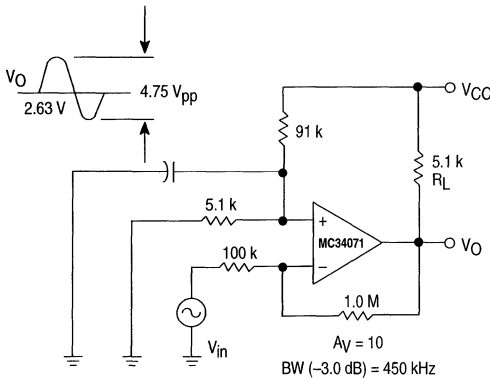 VO
2.63 V
4.75 Vpp
VCC
91 k
5.1 k
RL
5.1 k
+
MC34071
VO
100 k
−
1.0 M
Vin
AV = 10
BW (−3.0 dB) = 450 kHz